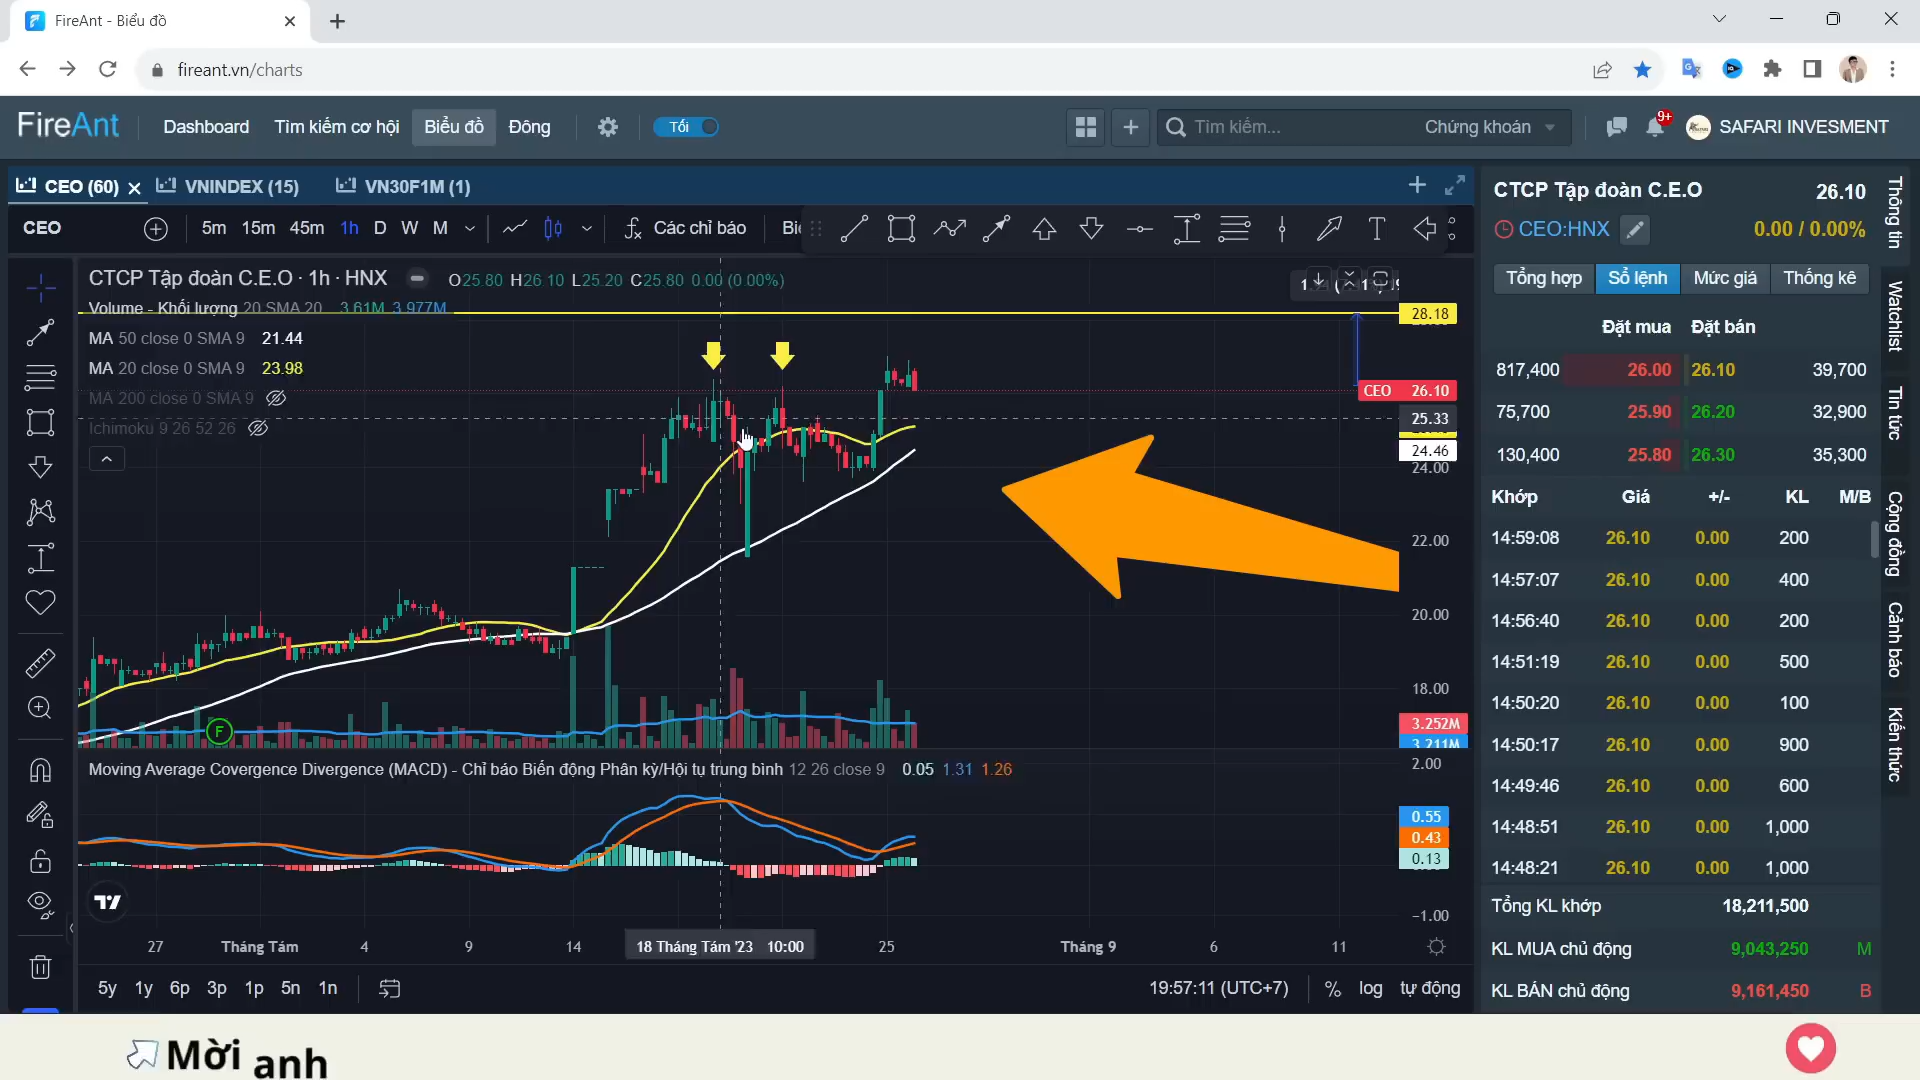 FireAnt - Biểu đồ
fireant.vn/charts
FireAnt Dashboard Tìm kiếm cơ hội Biểu đồ Đông Tối Tìm kiếm... Chứng khoán 9+ SAFARI INVESMENT
CEO (60) VNINDEX (15) VN30F1M (1)
CEO 5m 15m 45m 1h D W M Các chỉ báo
CTCP Tập đoàn C.E.O · 1h · HNX O25.80 H26.10 L25.20 C25.80 0.00 (0.00%)
Volume - Khối lượng 20 SMA 20 3.61M 3.977M
MA 50 close 0 SMA 9 21.44
MA 20 close 0 SMA 9 23.98
MA 200 close 0 SMA 9
Ichimoku 9 26 52 26
28.18
CEO 26.10
25.33
24.46
24.00
22.00
20.00
18.00
3.252M
3.211M
F
Moving Average Covergence Divergence (MACD) - Chỉ báo Biến động Phân kỳ/Hội tụ trung bình 12 26 close 9 0.05 1.31 1.26
2.00
0.55
0.43
0.13
−1.00
27 Tháng Tám 4 9 14 18 Tháng Tám '23 10:00 25 Tháng 9 6 11
5y 1y 6p 3p 1p 5n 1n 19:57:11 (UTC+7) % log tự động
CTCP Tập đoàn C.E.O 26.10
CEO:HNX 0.00 / 0.00%
Tổng hợp Sổ lệnh Mức giá Thống kê
Đặt mua Đặt bán
817,400 26.00 26.10 39,700
75,700 25.90 26.20 32,900
130,400 25.80 26.30 35,300
Khớp Giá +/- KL M/B
14:59:08 26.10 0.00 200
14:57:07 26.10 0.00 400
14:56:40 26.10 0.00 200
14:51:19 26.10 0.00 500
14:50:20 26.10 0.00 100
14:50:17 26.10 0.00 900
14:49:46 26.10 0.00 600
14:48:51 26.10 0.00 1,000
14:48:21 26.10 0.00 1,000
Tổng KL khớp 18,211,500
KL MUA chủ động 9,043,250 M
KL BÁN chủ động 9,161,450 B
Thông tin
Watchlist
Tin tức
Cộng đồng
Cảnh báo
Kiến thức
Mời anh